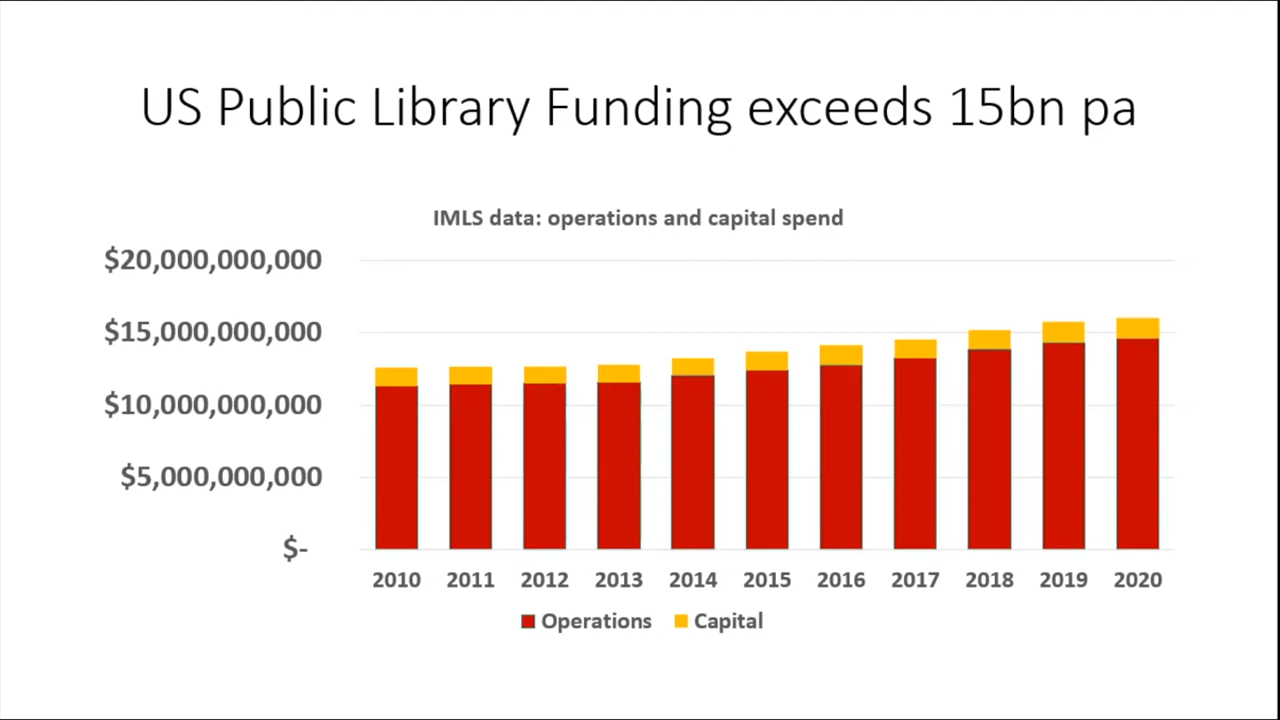 US Public Library Funding exceeds 15bn pa
IMLS data: operations and capital spend
$20,000,000,000
$15,000,000,000
$10,000,000,000
$5,000,000,000
$-
2010 2011 2012 2013 2014 2015 2016 2017 2018 2019 2020
Operations Capital